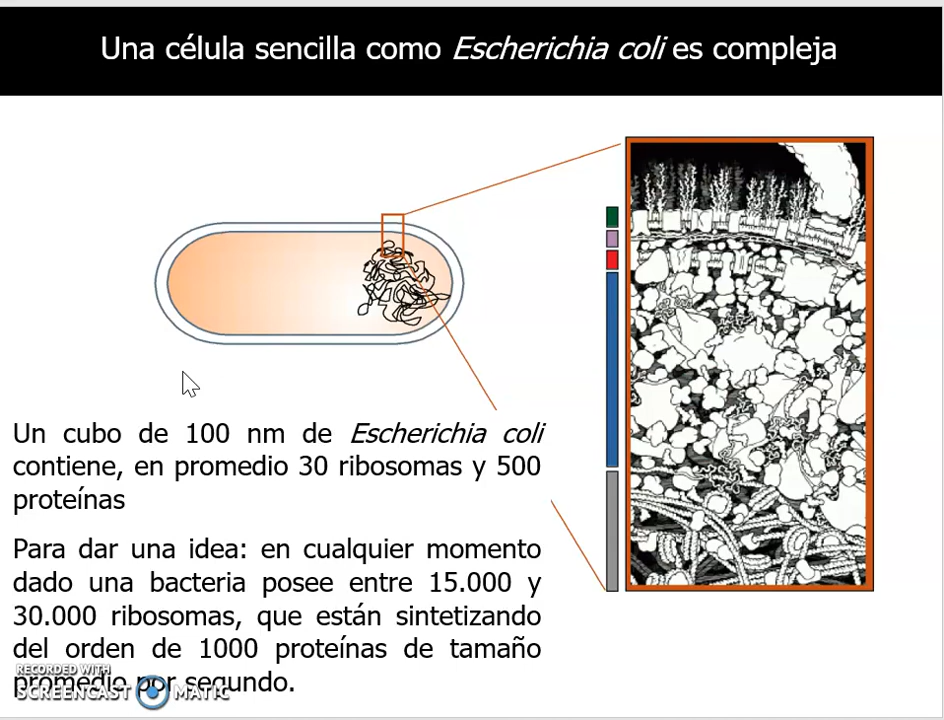 Una célula sencilla como Escherichia coli es compleja
Un cubo de 100 nm de Escherichia coli
contiene, en promedio 30 ribosomas y 500
proteínas
Para dar una idea: en cualquier momento
dado una bacteria posee entre 15.000 y
30.000 ribosomas, que están sintetizando
del orden de 1000 proteínas de tamaño
promedio por segundo.
RECORDED WITH
SCREENCAST MATIC